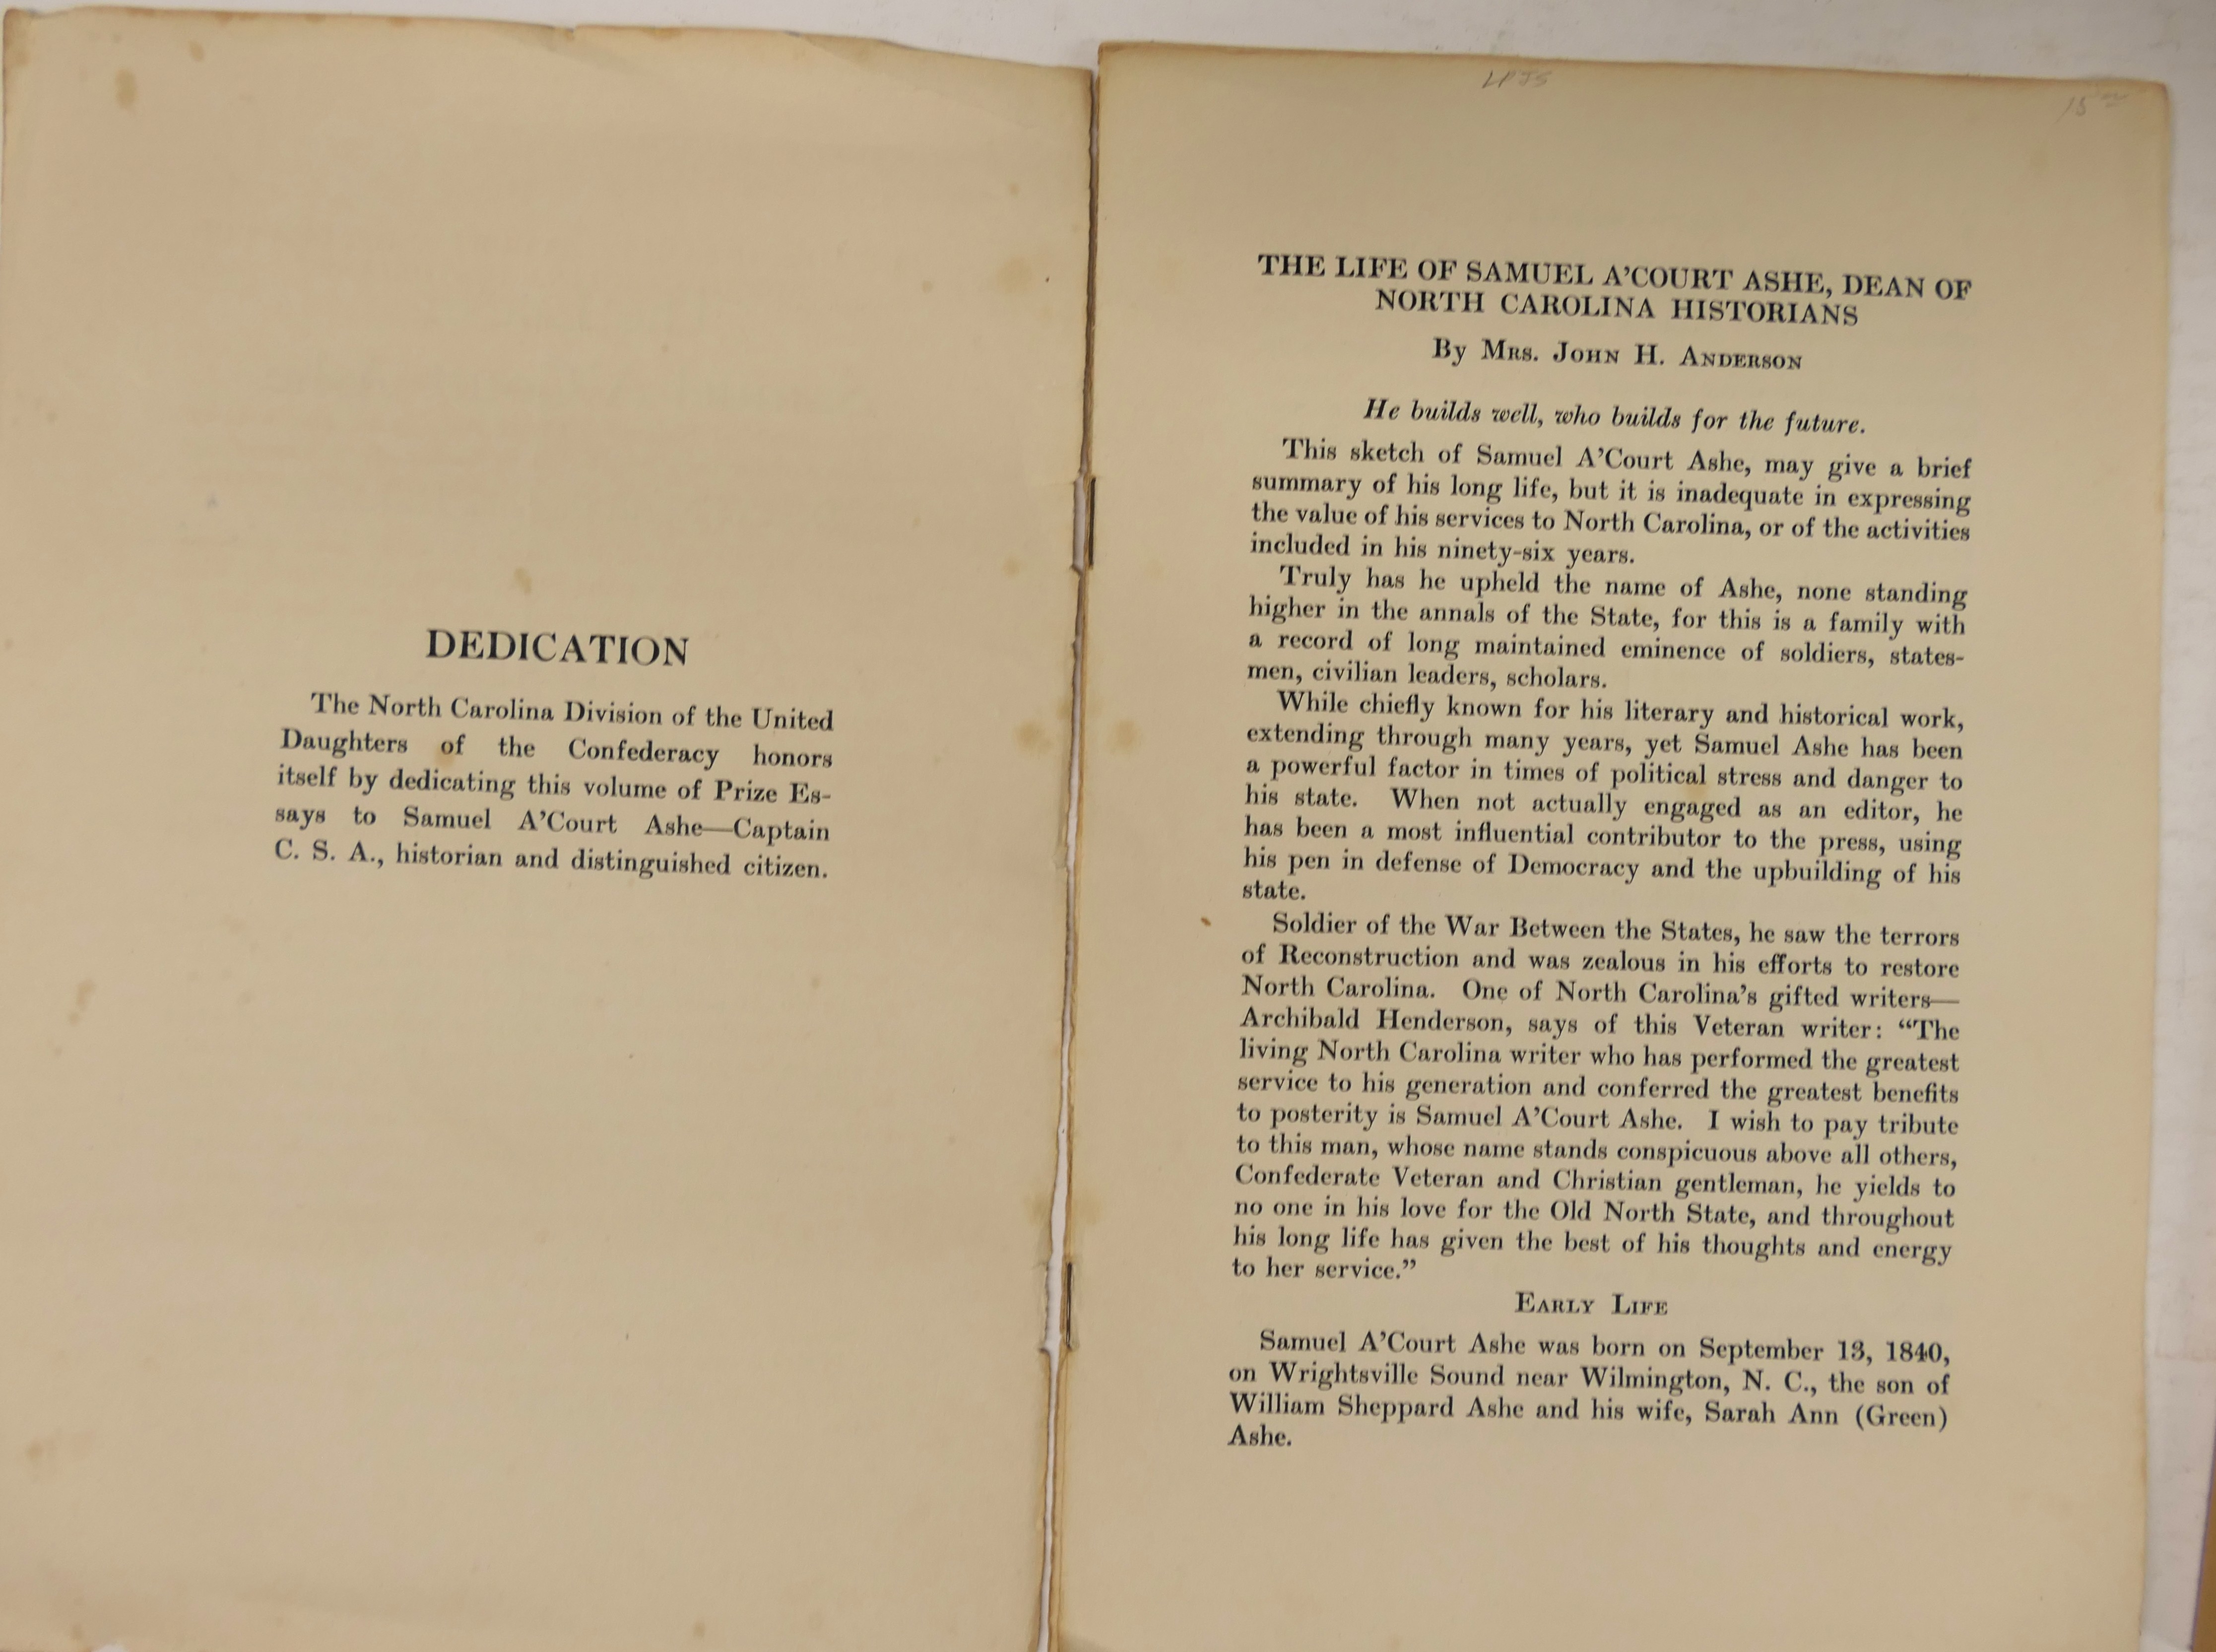 DEDICATION
The North Carolina Division of the United
Daughters of the Confederacy honors
itself by dedicating this volume of Prize Es-
says to Samuel A'Court Ashe—Captain
C. S. A., historian and distinguished citizen.
THE LIFE OF SAMUEL A'COURT ASHE, DEAN OF
NORTH CAROLINA HISTORIANS
By Mrs. John H. Anderson
He builds well, who builds for the future.
This sketch of Samuel A'Court Ashe, may give a brief
summary of his long life, but it is inadequate in expressing
the value of his services to North Carolina, or of the activities
included in his ninety-six years.
Truly has he upheld the name of Ashe, none standing
higher in the annals of the State, for this is a family with
a record of long maintained eminence of soldiers, states-
men, civilian leaders, scholars.
While chiefly known for his literary and historical work,
extending through many years, yet Samuel Ashe has been
a powerful factor in times of political stress and danger to
his state. When not actually engaged as an editor, he
has been a most influential contributor to the press, using
his pen in defense of Democracy and the upbuilding of his
state.
Soldier of the War Between the States, he saw the terrors
of Reconstruction and was zealous in his efforts to restore
North Carolina. One of North Carolina's gifted writers—
Archibald Henderson, says of this Veteran writer: “The
living North Carolina writer who has performed the greatest
service to his generation and conferred the greatest benefits
to posterity is Samuel A'Court Ashe. I wish to pay tribute
to this man, whose name stands conspicuous above all others,
Confederate Veteran and Christian gentleman, he yields to
no one in his love for the Old North State, and throughout
his long life has given the best of his thoughts and energy
to her service.”
Early Life
Samuel A'Court Ashe was born on September 13, 1840,
on Wrightsville Sound near Wilmington, N. C., the son of
William Sheppard Ashe and his wife, Sarah Ann (Green)
Ashe.